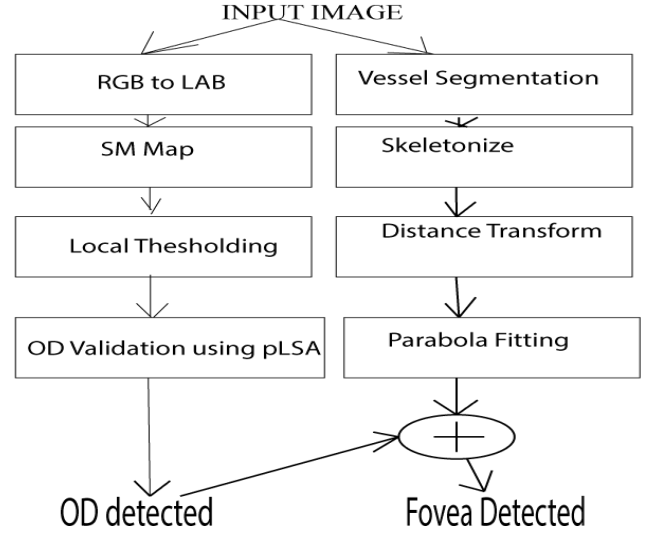 INPUT IMAGE
RGB to LAB
Vessel Segmentation
SM Map
Skeletonize
Local Thesholding
Distance Transform
OD Validation using pLSA
Parabola Fitting
OD detected
Fovea Detected